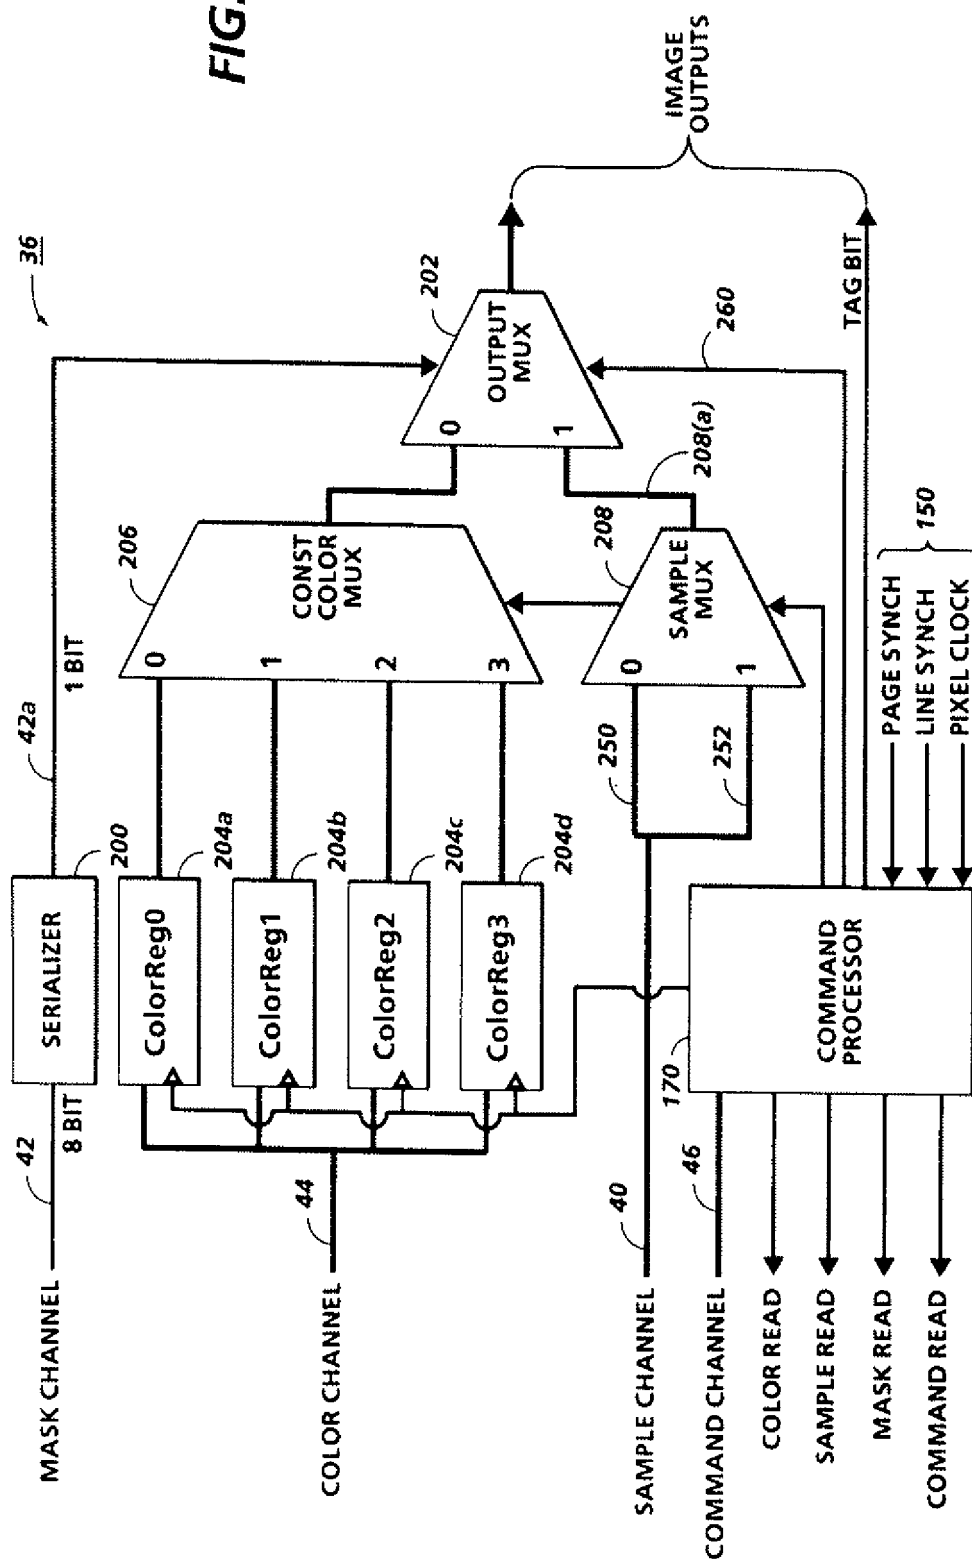 FIG.
36
MASK CHANNEL
42
8 BIT
SERIALIZER
200
42a
1 BIT
COLOR CHANNEL
44
ColorReg0
204a
ColorReg1
204b
ColorReg2
204c
ColorReg3
204d
206
0
1
2
3
CONST
COLOR
MUX
202
0
1
OUTPUT
MUX
IMAGE
OUTPUTS
SAMPLE CHANNEL
40
250
252
208
0
1
SAMPLE
MUX
208(a)
260
TAG BIT
COMMAND CHANNEL
46
170
COMMAND
PROCESSOR
COLOR READ
SAMPLE READ
MASK READ
COMMAND READ
PAGE SYNCH
LINE SYNCH
PIXEL CLOCK
150